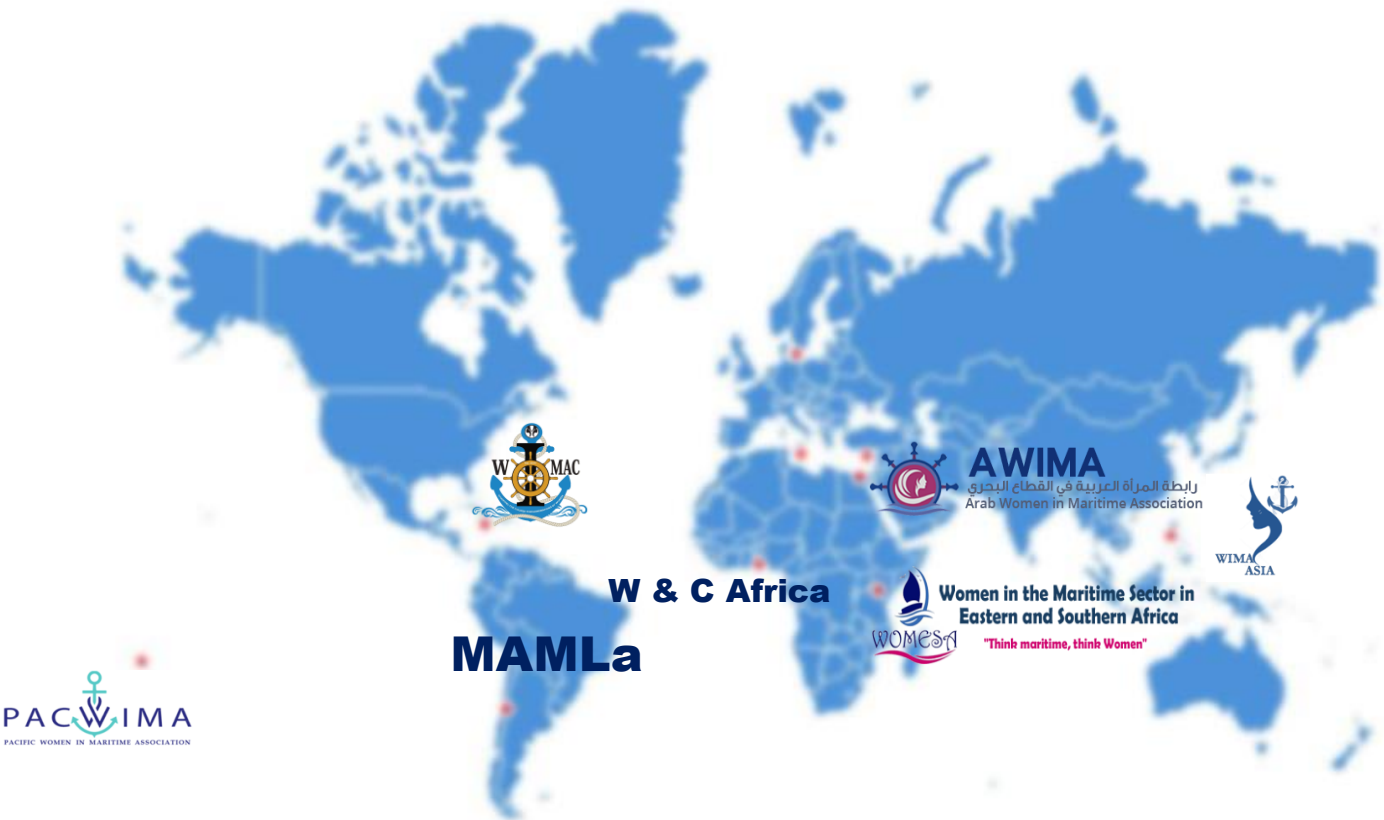 W MAC
AWIMA
رابطة المرأة العربية في القطاع البحري
Arab Women in Maritime Association
WIMA
ASIA
W & C Africa
Women in the Maritime Sector in
Eastern and Southern Africa
"Think maritime, think Women"
WOMESA
MAMLa
PACWIMA
PACIFIC WOMEN IN MARITIME ASSOCIATION